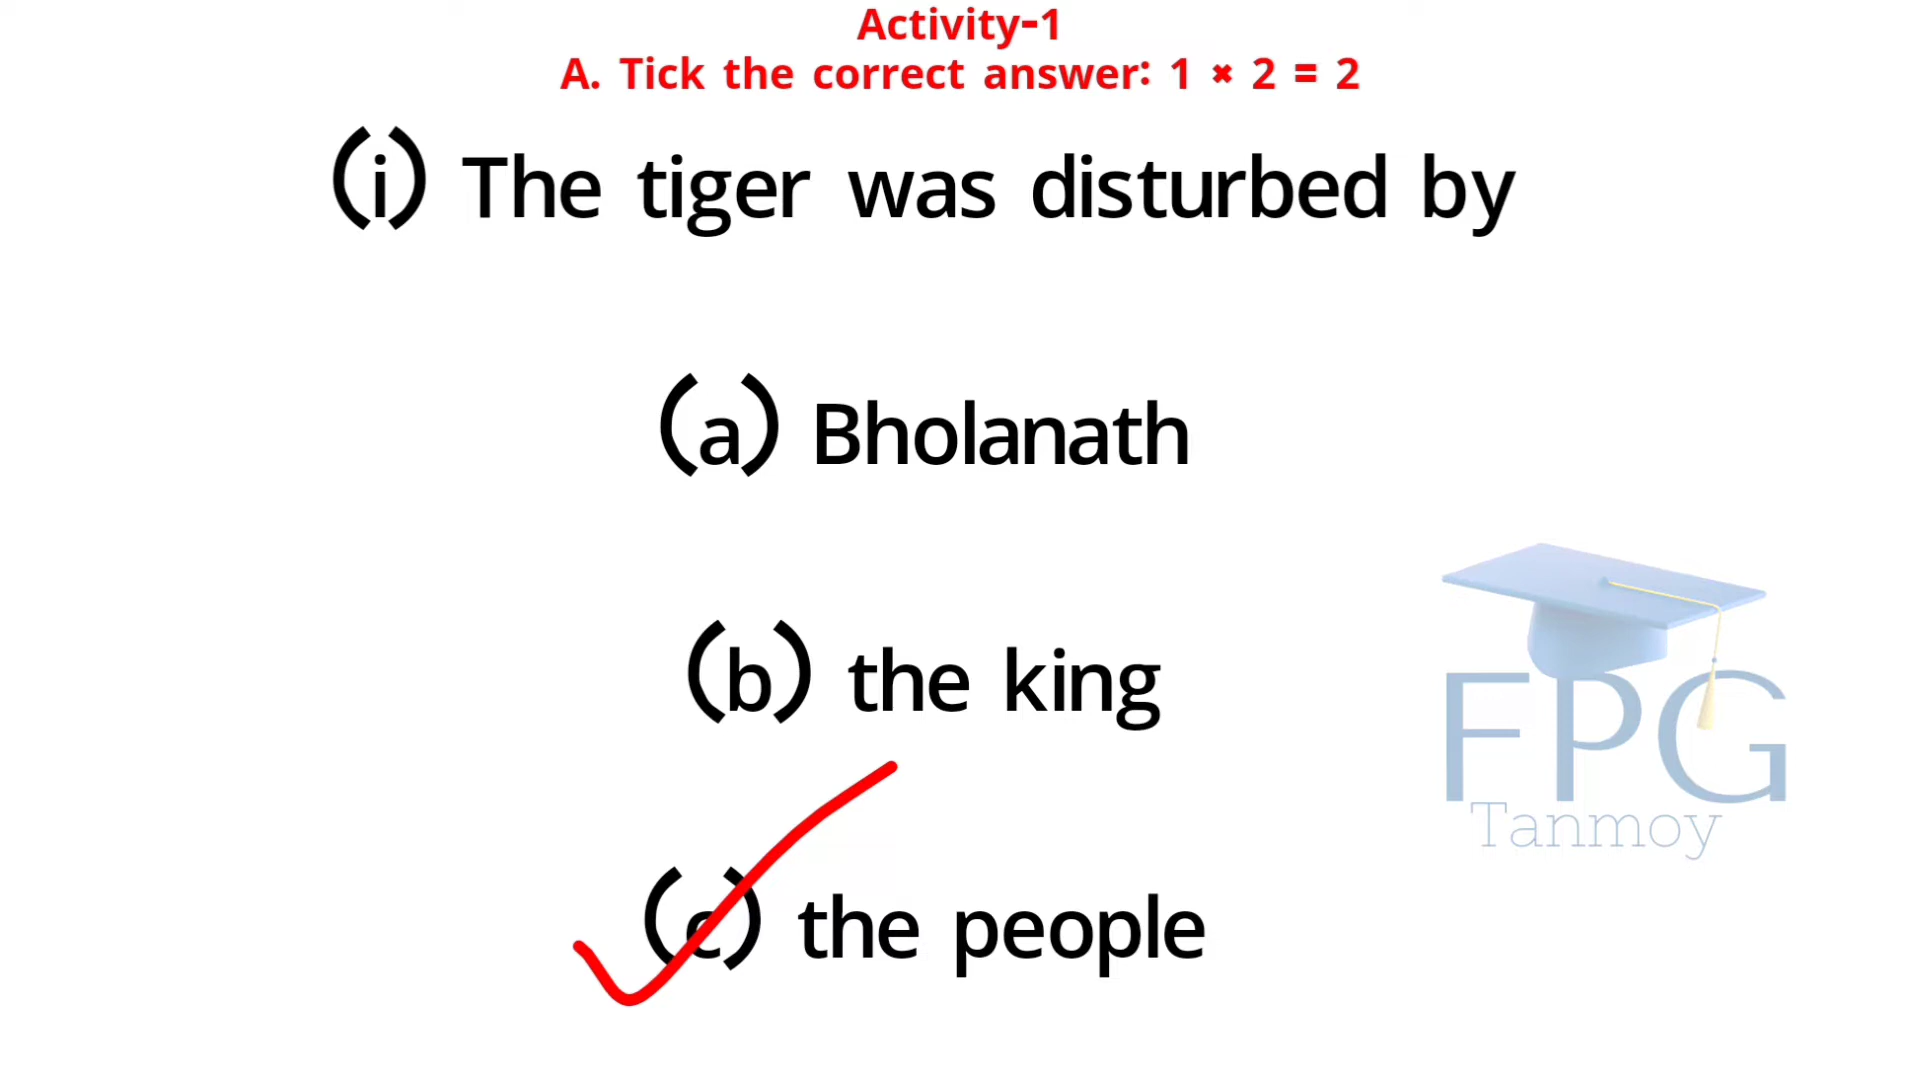 Activity-1
A. Tick the correct answer: 1 × 2 = 2
(i) The tiger was disturbed by
(a) Bholanath
(b) the king
(c) the people
FPG
Tanmoy